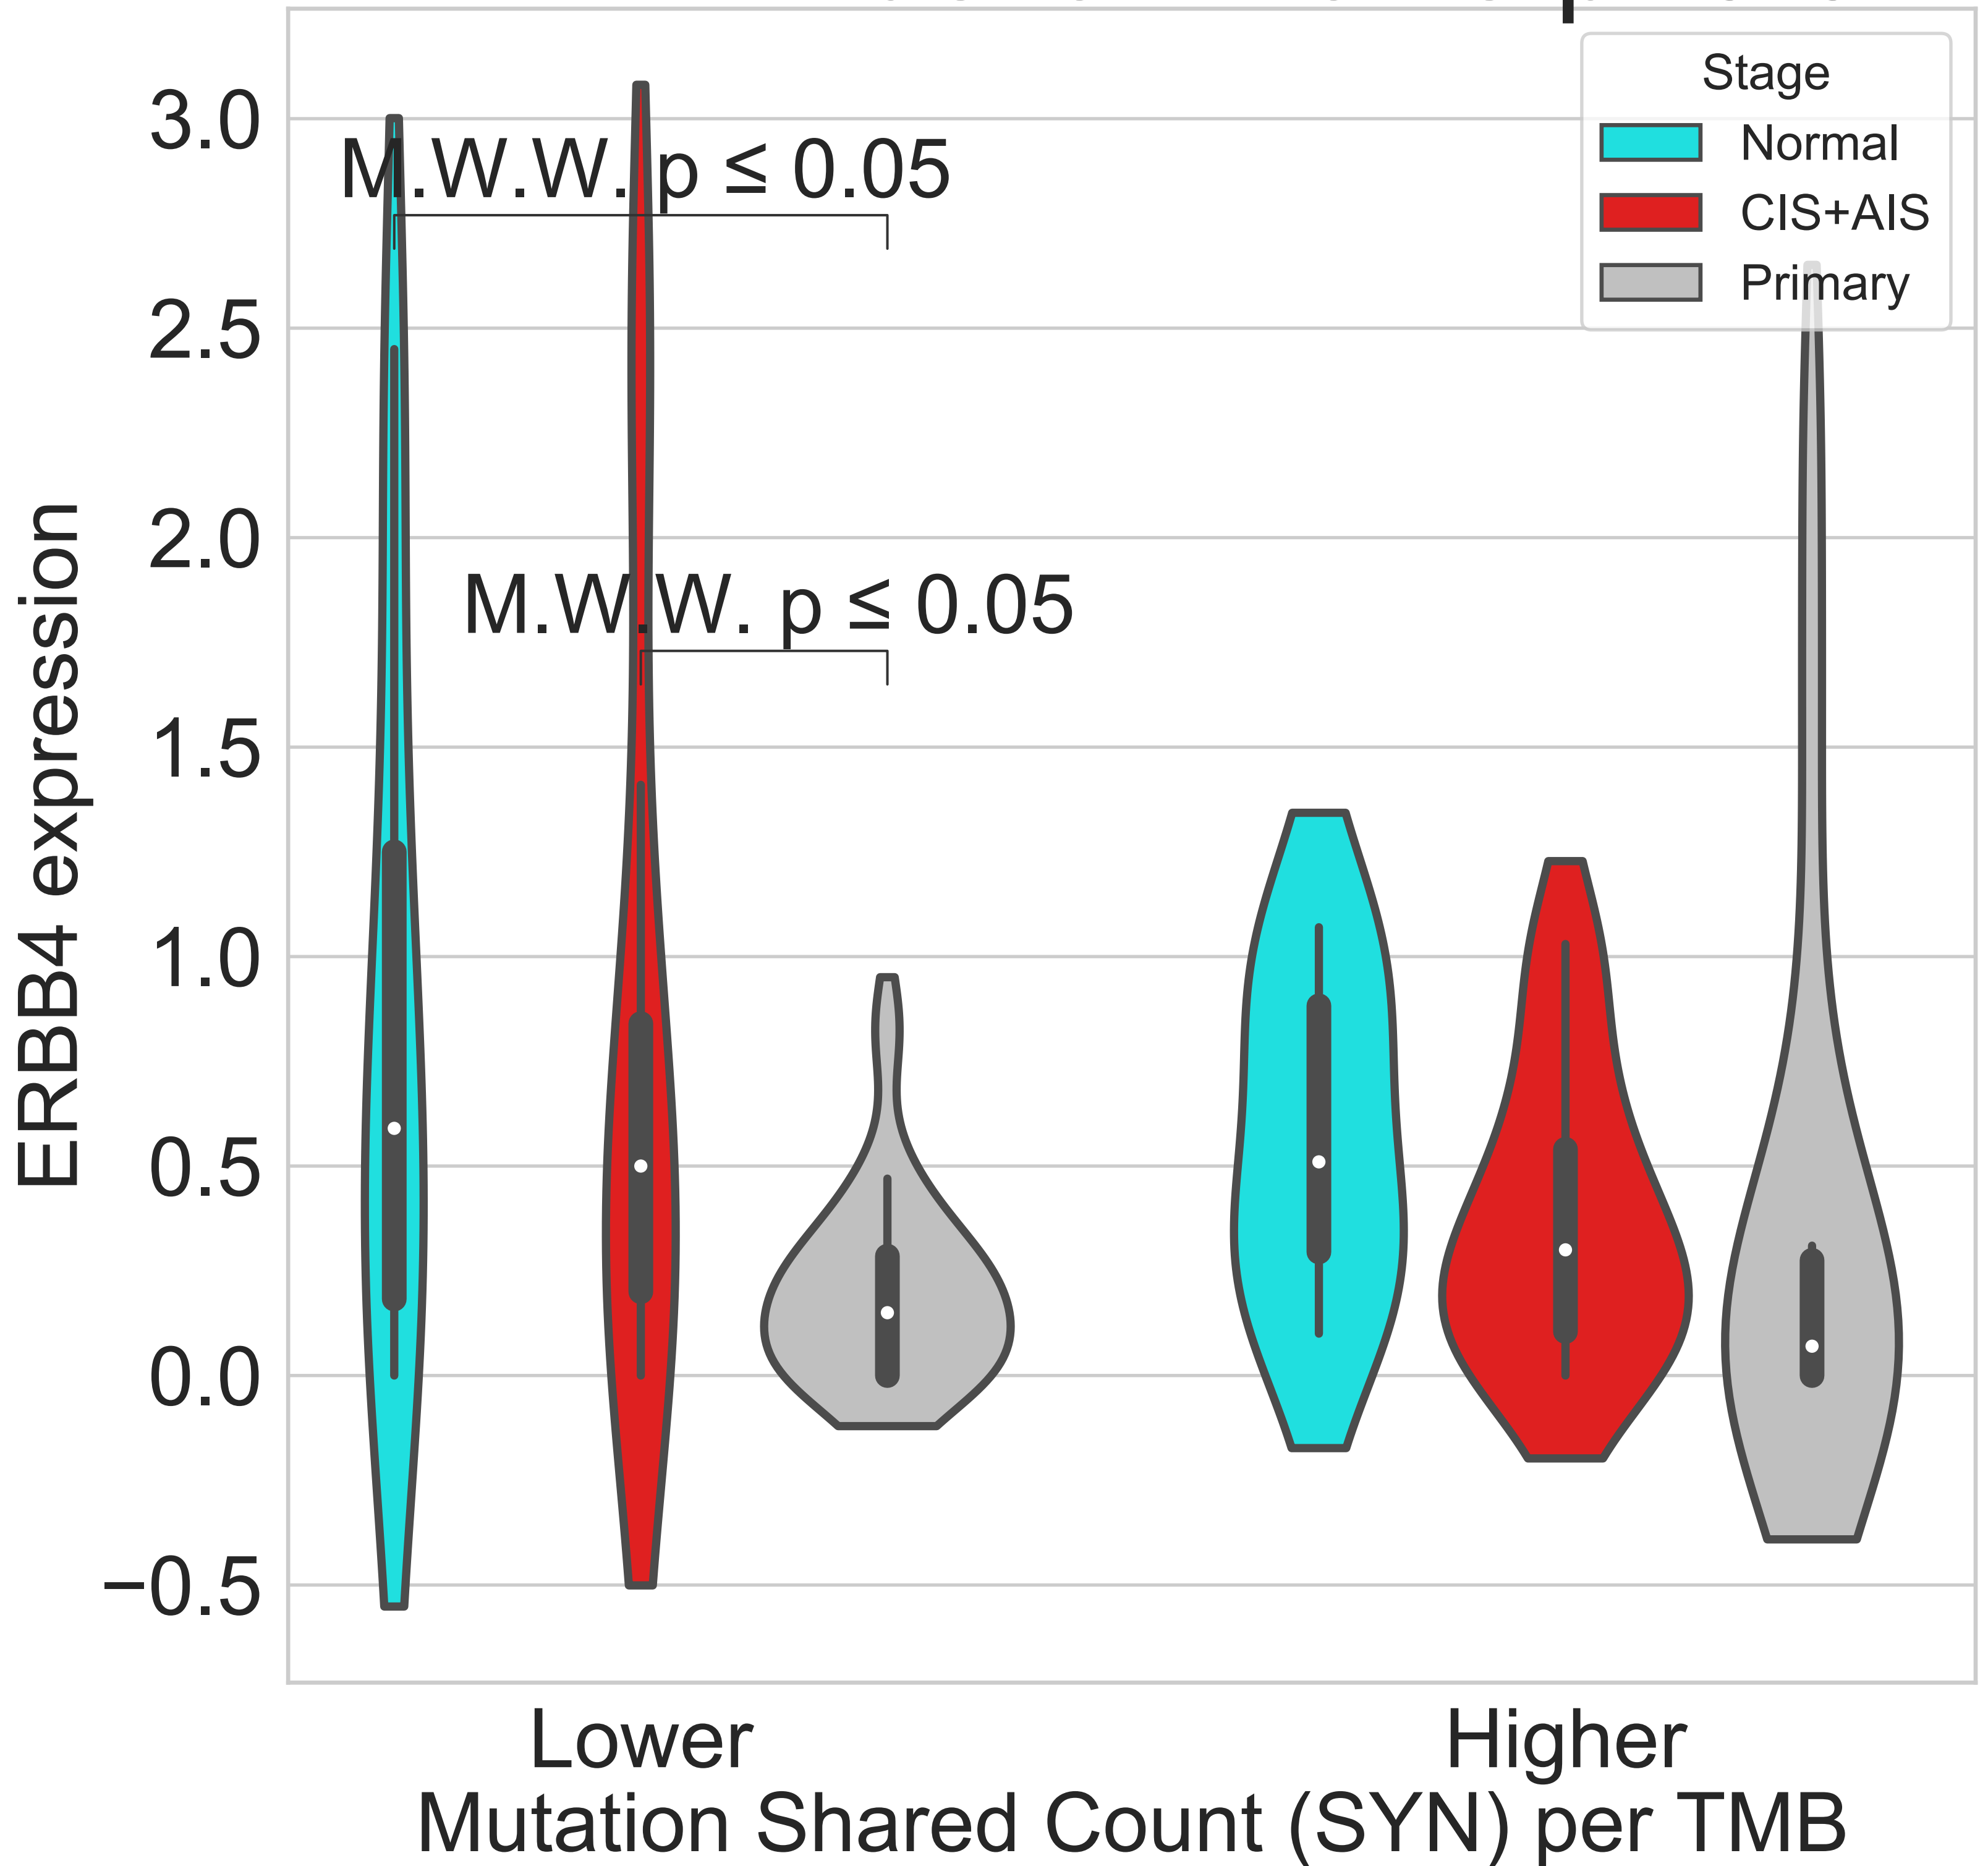 Stage
Normal
CIS+AIS
Primary
3.0
2.5
2.0
1.5
1.0
0.5
0.0
−0.5
ERBB4 expression
M.W.W. p ≤ 0.05
M.W.W. p ≤ 0.05
Lower
Higher
Mutation Shared Count (SYN) per TMB